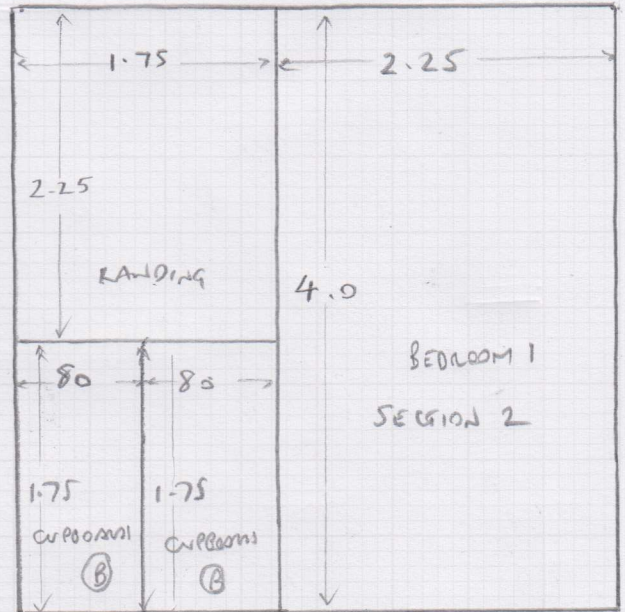 1.75
2.25
2.25
LANDING
4.0
BEDROOM 1
SECTION 2
80
80
1.75
1.75
CUPBOARD
B
CUPBOARD
B